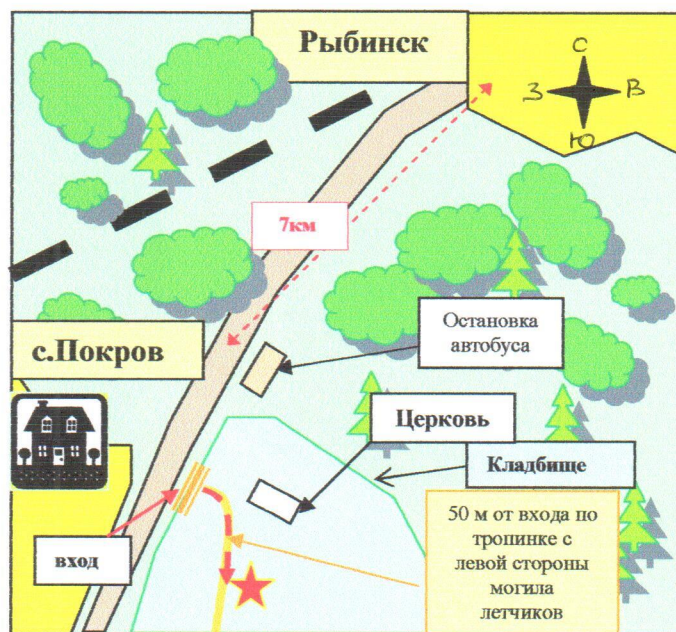 Рыбинск
С
З
В
Ю
7км
Остановка
автобуса
с.Покров
Церковь
Кладбище
50 м от входа по
тропинке с
левой стороны
могила
летчиков
вход